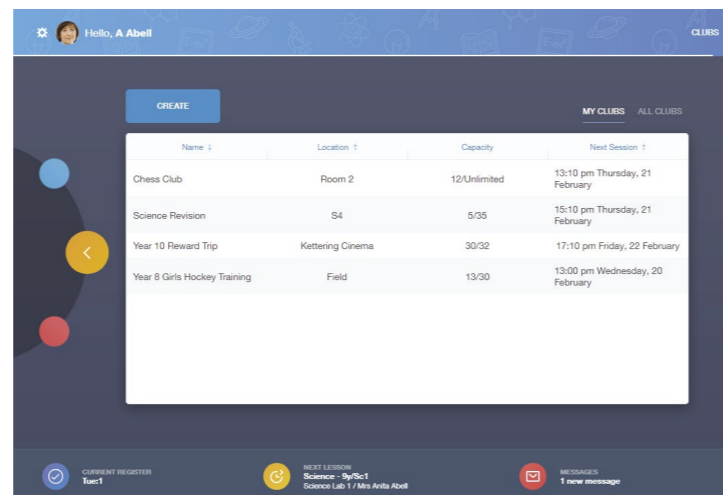 Hello, A Abell
CLUBS
CREATE
MY CLUBS ALL CLUBS
Name Location Capacity Next Session
Chess Club Room 2 12/Unlimited 13:10 pm Thursday, 21
February
Science Revision S4 5/35 15:10 pm Thursday, 21
February
Year 10 Reward Trip Kettering Cinema 30/32 17:10 pm Friday, 22 February
Year 8 Girls Hockey Training Field 13/30 13:00 pm Wednesday, 20
February
CURRENT REGISTER
Tue:1
NEXT LESSON
Science - 9y/Sc1
Science Lab 1 / Mrs Anita Abell
MESSAGES
1 new message